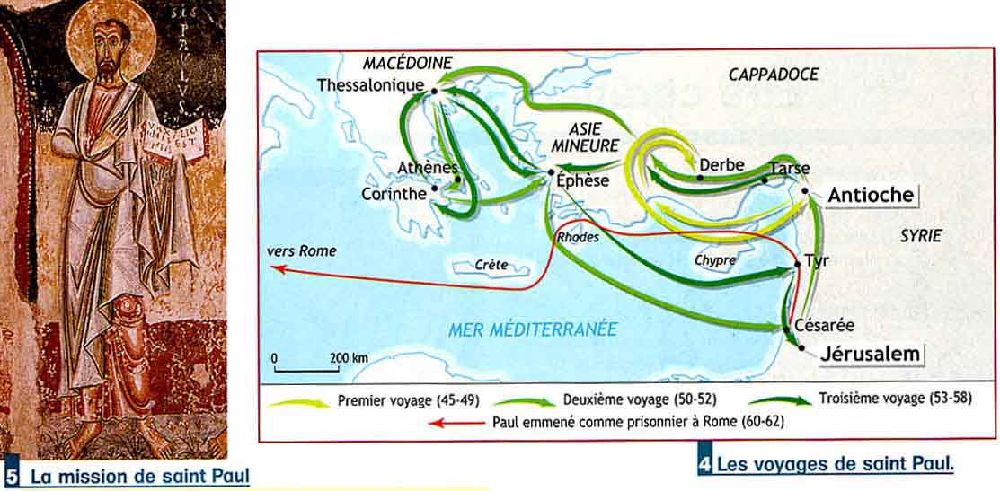 SCS
PAVLVS
5 La mission de saint Paul
MACÉDOINE
Thessalonique
CAPPADOCE
ASIE
MINEURE
Athènes
Corinthe
Éphèse
Derbe
Tarse
Antioche
SYRIE
Rhodes
vers Rome
Crète
Chypre
Tyr
MER MÉDITERRANÉE
Césarée
Jérusalem
0 200 km
Premier voyage (45-49) Deuxième voyage (50-52) Troisième voyage (53-58)
Paul emmené comme prisonnier à Rome (60-62)
4 Les voyages de saint Paul.